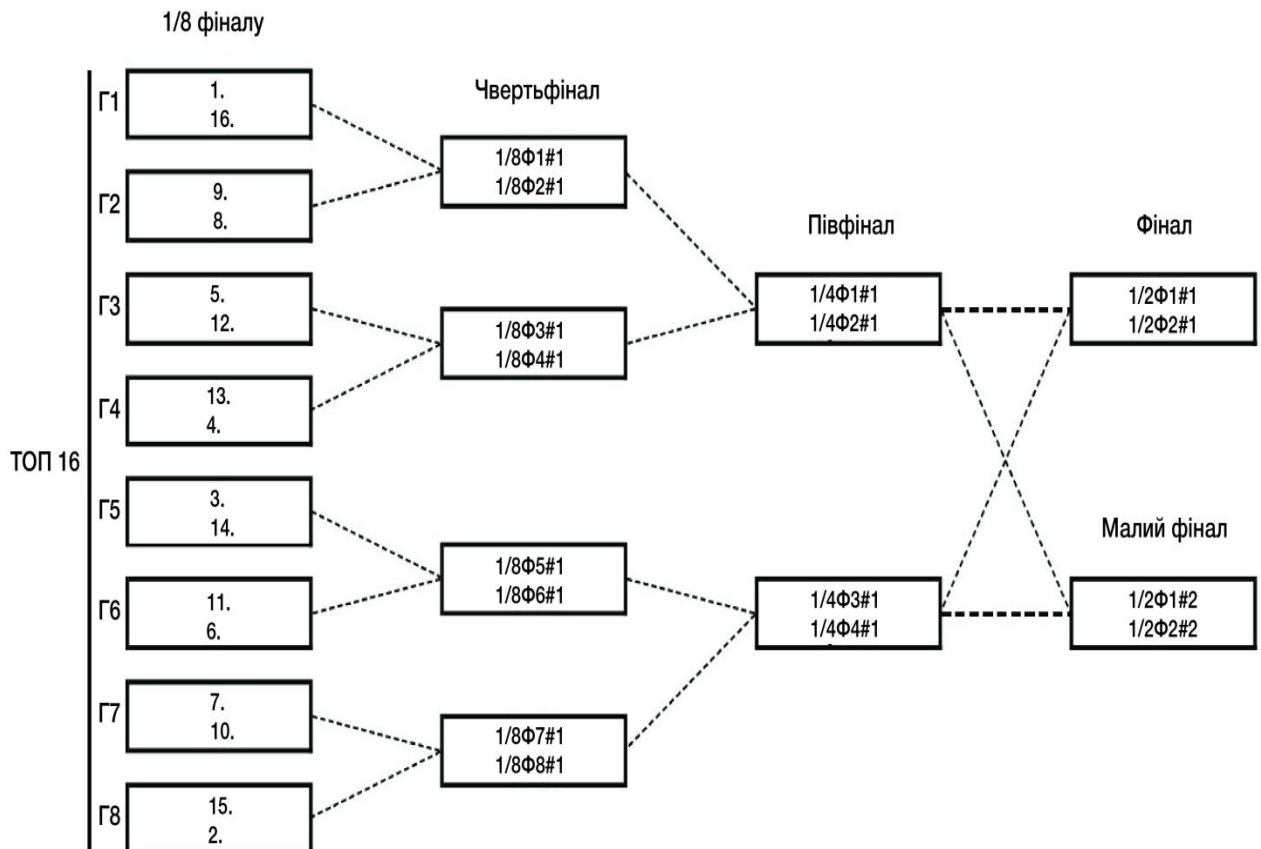 1/8 фіналу
ТОП 16
Г1
1.
16.
Г2
9.
8.
Г3
5.
12.
Г4
13.
4.
Г5
3.
14.
Г6
11.
6.
Г7
7.
10.
Г8
15.
2.
Чвертьфінал
1/8Ф1#1
1/8Ф2#1
1/8Ф3#1
1/8Ф4#1
1/8Ф5#1
1/8Ф6#1
1/8Ф7#1
1/8Ф8#1
Півфінал
1/4Ф1#1
1/4Ф2#1
1/4Ф3#1
1/4Ф4#1
Фінал
1/2Ф1#1
1/2Ф2#1
Малий фінал
1/2Ф1#2
1/2Ф2#2